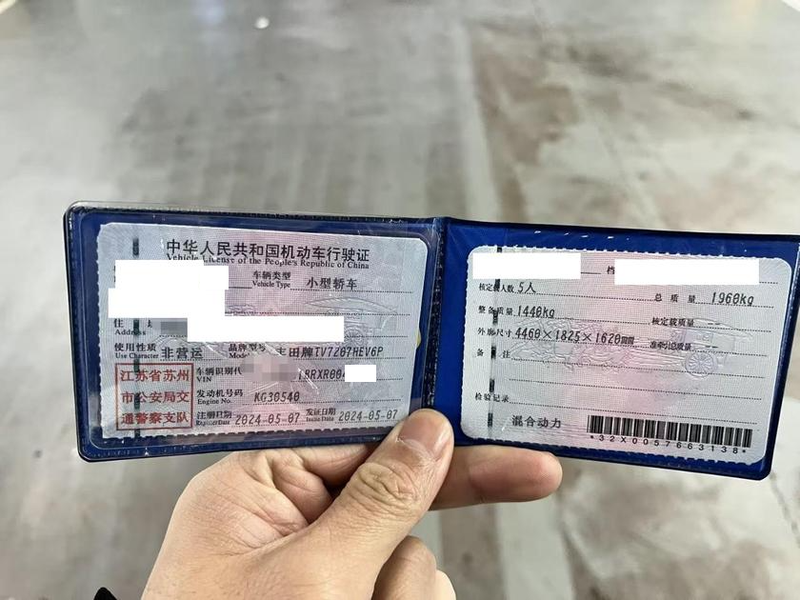 中华人民共和国机动车行驶证
Vehicle License of the People's Republic of China
车辆类型 小型轿车
Vehicle Type
住
Address
使用性质 非营运 品牌型号 丰田牌TV7207HEV6P
Use Character
江苏省苏州
市公安局交
通警察支队
车辆识别代
VIN
发动机号码 KG30540
Engine No.
注册日期 2024-05-07 发证日期 2024-05-07
Register Date Issue Date
档
核定载人数 5人 总质量 1960kg
整备质量 1440kg 核定载质量 --
外廓尺寸 4460×1825×1620mm 准牵引总质量 --
备注
检验记录
混合动力
*32X0057663138*